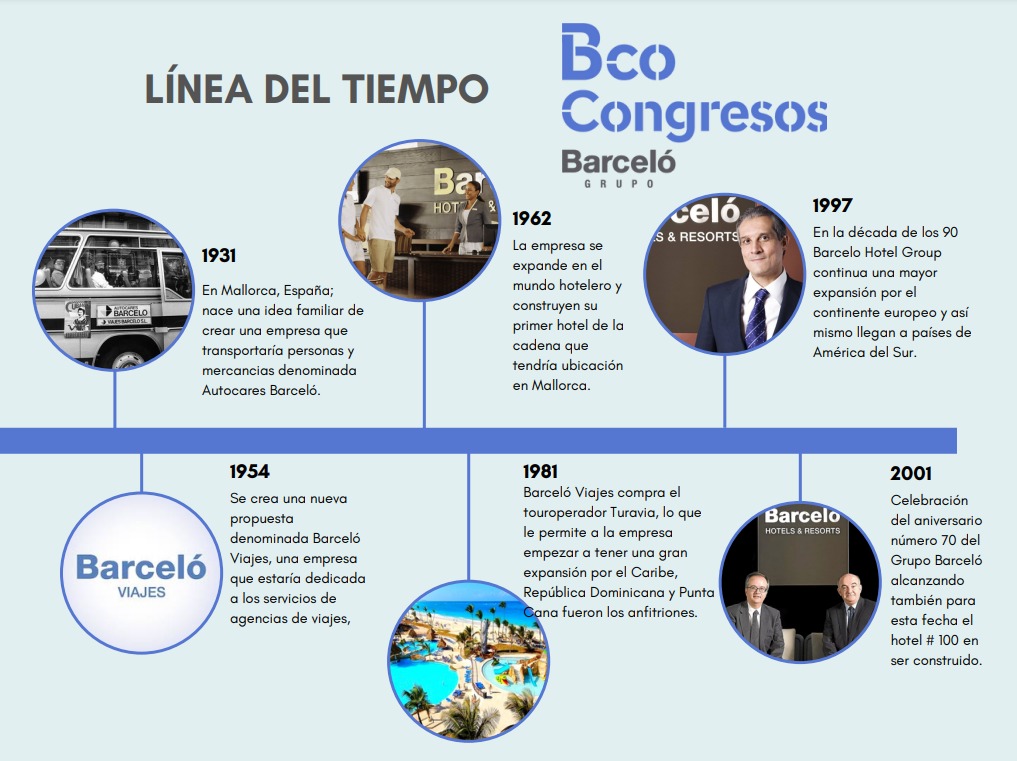 LÍNEA DEL TIEMPO
Bco
Congresos
Barceló
GRUPO
1931
En Mallorca, España;
nace una idea familiar de
crear una empresa que
transportaría personas y
mercancias denominada
Autocares Barceló.
AUTOCARES
BARCELO
VIAJES BARCELO S.L.
Bar
HOT
&
1962
La empresa se
expande en el
mundo hotelero y
construyen su
primer hotel de la
cadena que
tendría ubicación
en Mallorca.
celó
S & RESORTS
1997
En la década de los 90
Barcelo Hotel Group
continua una mayor
expansión por el
continente europeo y así
mismo llegan a países de
América del Sur.
Barceló
VIAJES
1954
Se crea una nueva
propuesta
denominada Barceló
Viajes, una empresa
que estaría dedicada
a los servicios de
agencias de viajes,
1981
Barceló Viajes compra el
touroperador Turavia, lo que
le permite a la empresa
empezar a tener una gran
expansión por el Caribe,
República Dominicana y Punta
Cana fueron los anfitriones.
Barceló
HOTELS & RESORTS
2001
Celebración
del aniversario
número 70 del
Grupo Barceló
alcanzando
también para
esta fecha el
hotel # 100 en
ser construido.